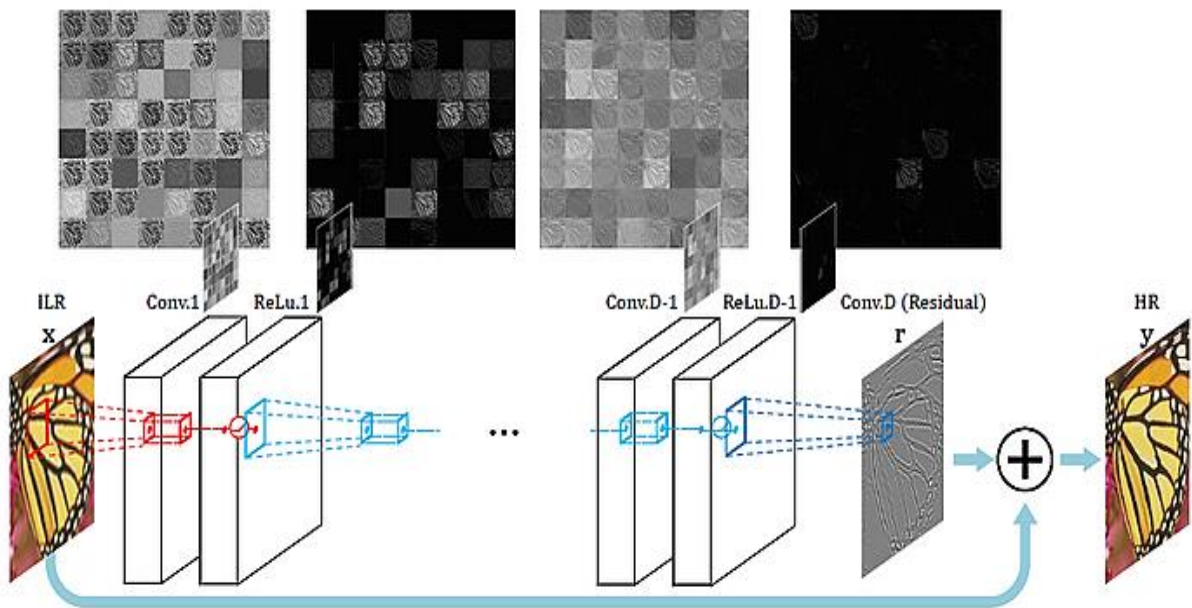 ILR
x
Conv.1
ReLu.1
Conv.D-1
ReLu.D-1
Conv.D (Residual)
r
HR
y
...
+